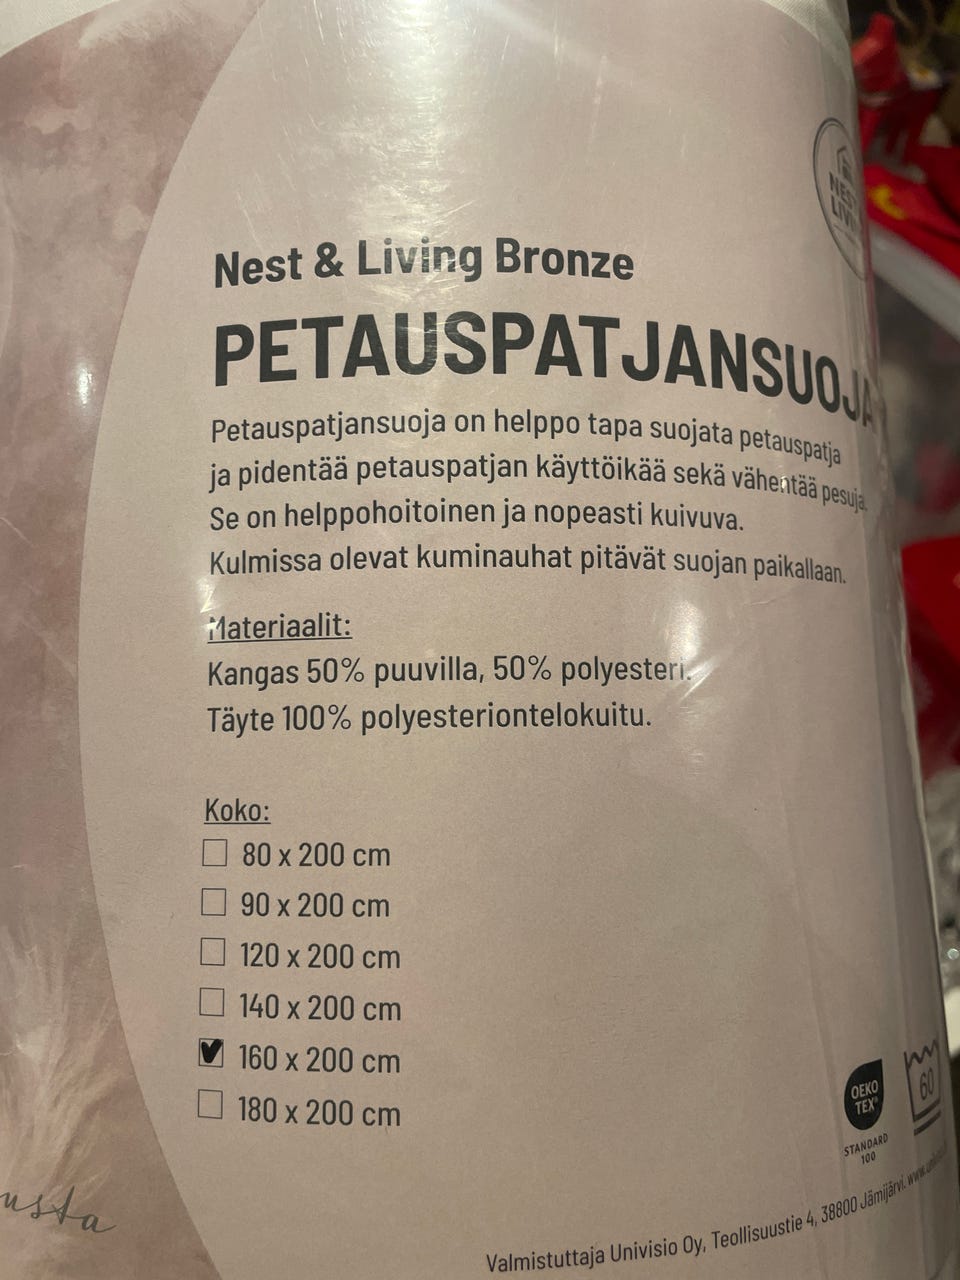 NEST
LIVI
Nest & Living Bronze
PETAUSPATJANSUOJA
Petauspatjansuoja on helppo tapa suojata petauspatja
ja pidentää petauspatjan käyttöikää sekä vähentää pesuja.
Se on helppohoitoinen ja nopeasti kuivuva.
Kulmissa olevat kuminauhat pitävät suojan paikallaan.
Materiaalit:
Kangas 50% puuvilla, 50% polyesteri.
Täyte 100% polyesteriontelokuitu.
Koko:
80 x 200 cm
90 x 200 cm
120 x 200 cm
140 x 200 cm
160 x 200 cm
180 x 200 cm
OEKO
TEX®
STANDARD
100
60
usta
Valmistuttaja Univisio Oy, Teollisuustie 4, 38800 Jämijärvi.